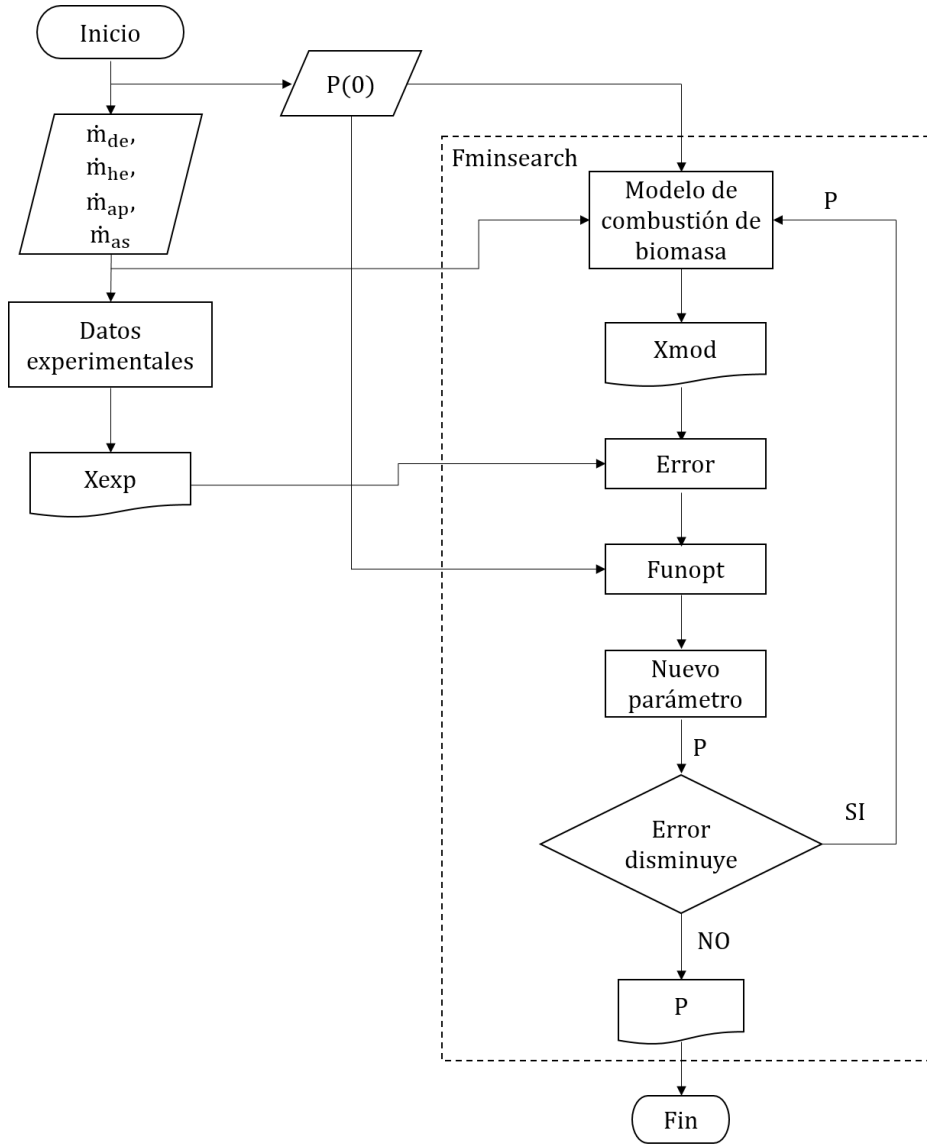 Inicio
P(0)
ṁde,
ṁhe,
ṁap,
ṁas
Fminsearch
Modelo de
combustión de
biomasa
P
Datos
experimentales
Xmod
Xexp
Error
Funopt
Nuevo
parámetro
P
Error
disminuye
SI
NO
P
Fin